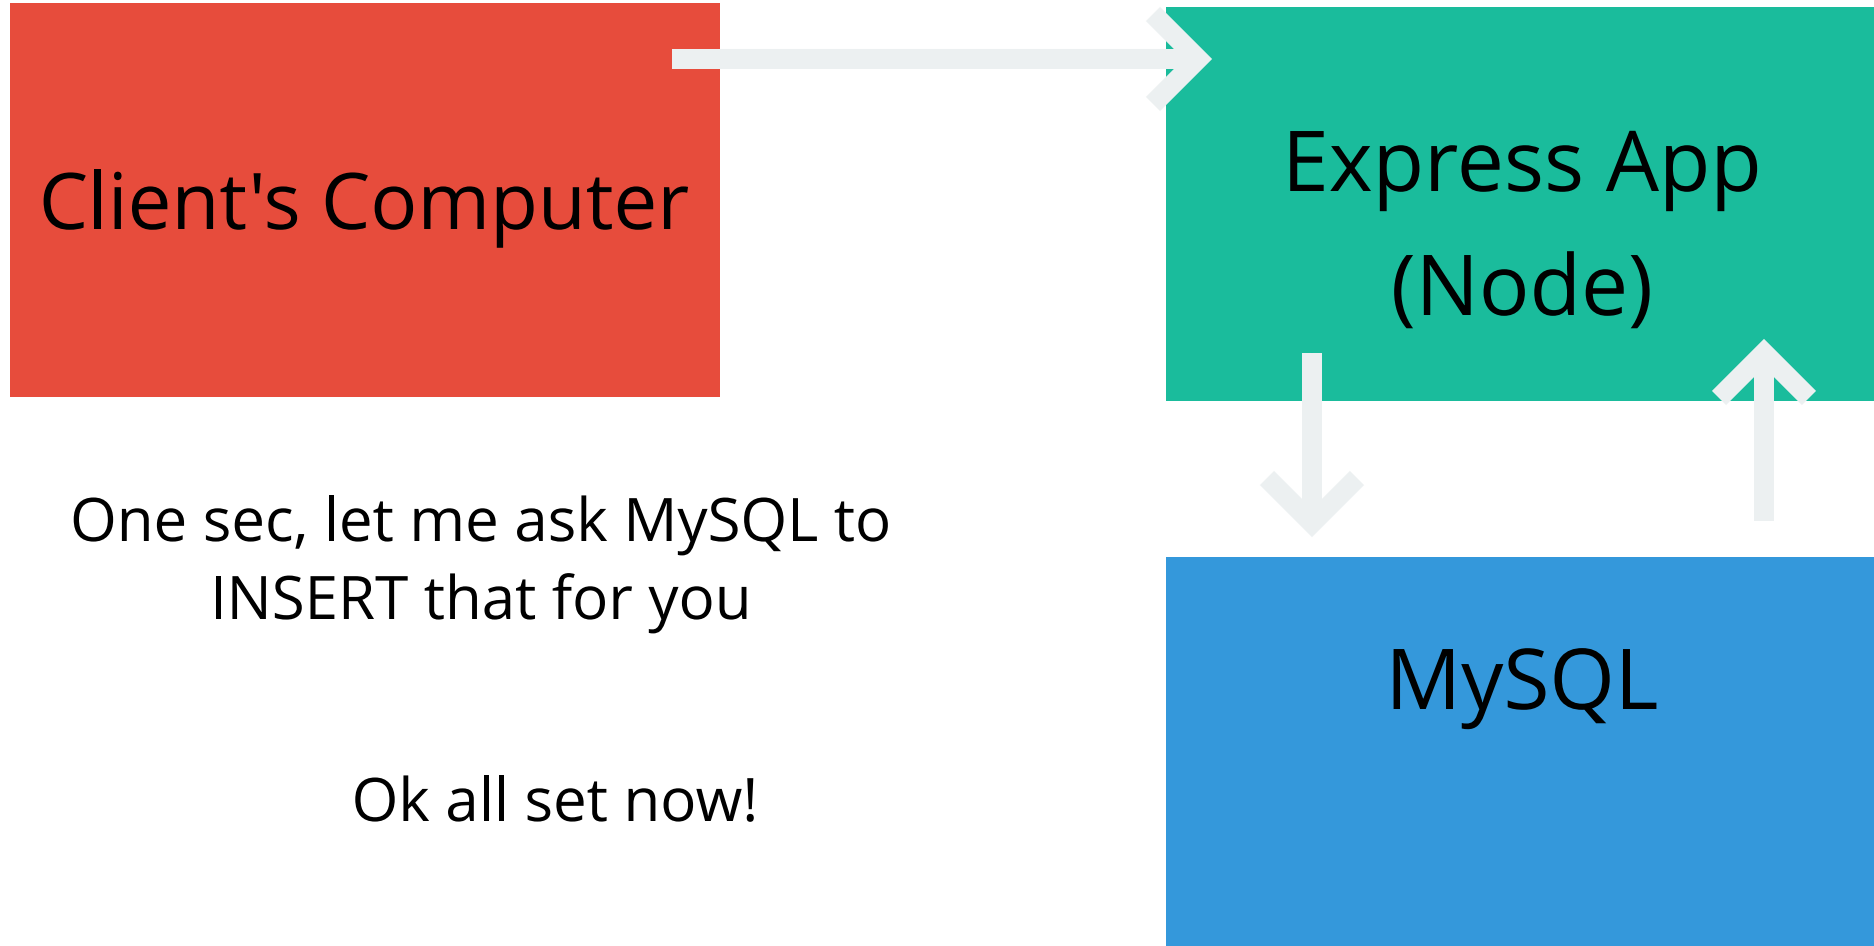 Client's Computer
Express App
(Node)
One sec, let me ask MySQL to
INSERT that for you
MySQL
Ok all set now!